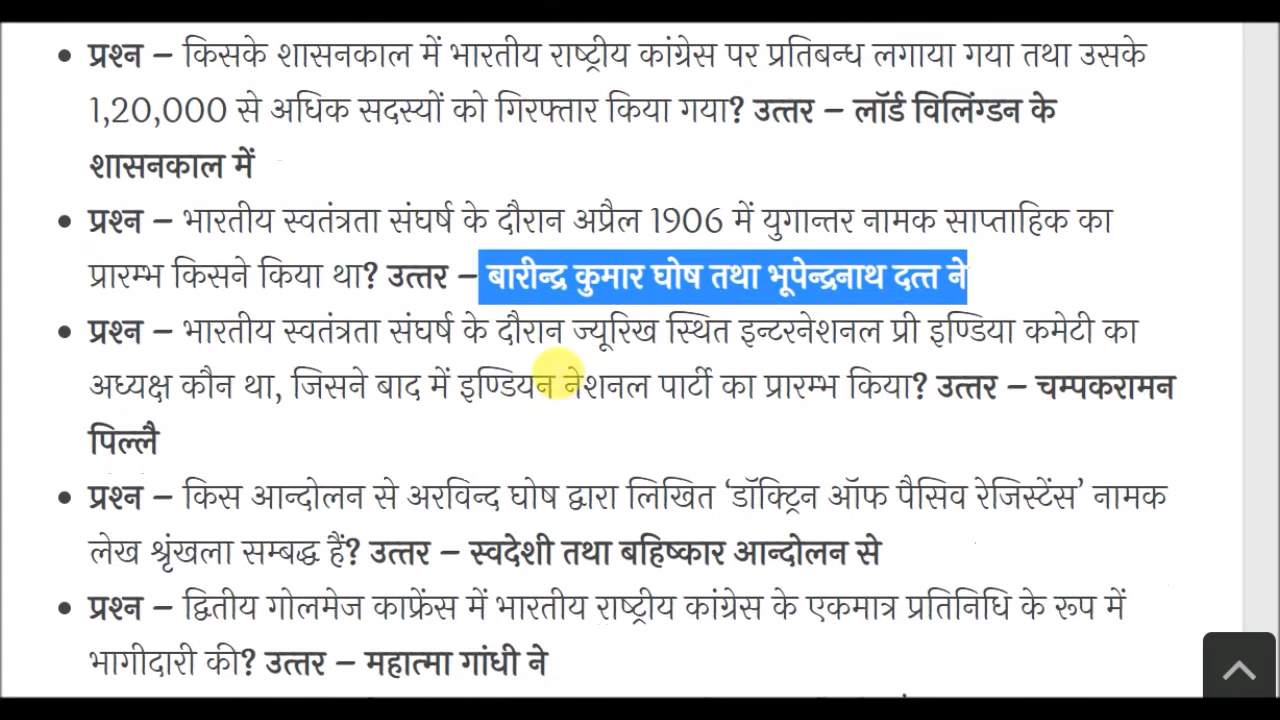 प्रश्न – किसके शासनकाल में भारतीय राष्ट्रीय कांग्रेस पर प्रतिबन्ध लगाया गया तथा उसके
1,20,000 से अधिक सदस्यों को गिरफ्तार किया गया? उत्तर – लॉर्ड विलिंग्डन के
शासनकाल में
प्रश्न – भारतीय स्वतंत्रता संघर्ष के दौरान अप्रैल 1906 में युगान्तर नामक साप्ताहिक का
प्रारम्भ किसने किया था? उत्तर – बारीन्द्र कुमार घोष तथा भूपेन्द्रनाथ दत्त ने
प्रश्न – भारतीय स्वतंत्रता संघर्ष के दौरान ज्यूरिख स्थित इन्टरनेशनल प्री इण्डिया कमेटी का
अध्यक्ष कौन था, जिसने बाद में इण्डियन नेशनल पार्टी का प्रारम्भ किया? उत्तर – चम्पकरामन
पिल्लै
प्रश्न – किस आन्दोलन से अरविन्द घोष द्वारा लिखित ‘डॉक्ट्रिन ऑफ पैसिव रेजिस्टेंस’ नामक
लेख श्रृंखला सम्बद्ध हैं? उत्तर – स्वदेशी तथा बहिष्कार आन्दोलन से
प्रश्न – द्वितीय गोलमेज काफ्रेंस में भारतीय राष्ट्रीय कांग्रेस के एकमात्र प्रतिनिधि के रूप में
भागीदारी की? उत्तर – महात्मा गांधी ने